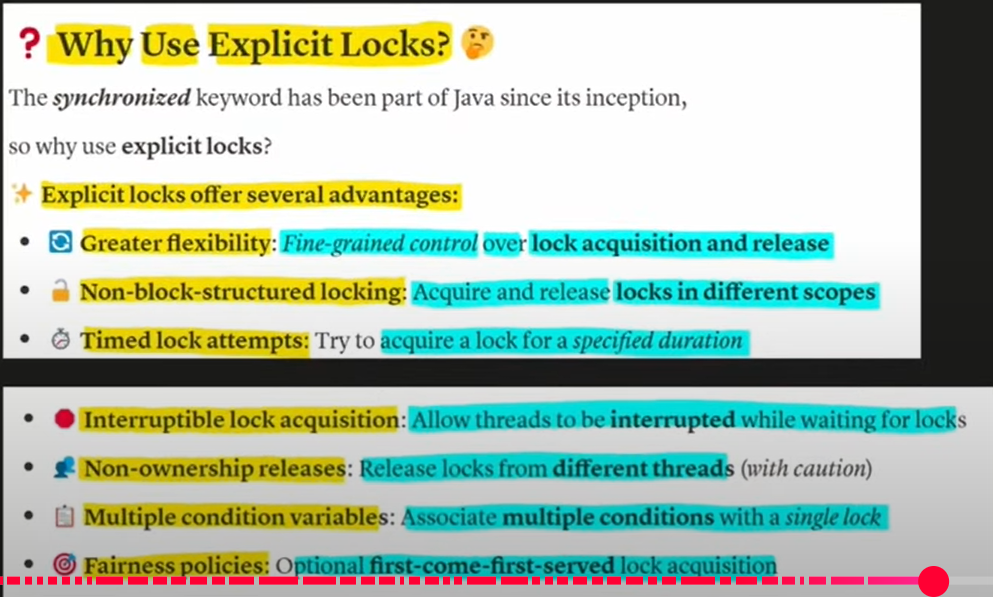 ❓ Why Use Explicit Locks? 🤔
The synchronized keyword has been part of Java since its inception,
so why use explicit locks?
✨ Explicit locks offer several advantages:
• 🔄 Greater flexibility: Fine-grained control over lock acquisition and release
• 🔓 Non-block-structured locking: Acquire and release locks in different scopes
• ⏱ Timed lock attempts: Try to acquire a lock for a specified duration
• 🛑 Interruptible lock acquisition: Allow threads to be interrupted while waiting for locks
• 👥 Non-ownership releases: Release locks from different threads (with caution)
• 📋 Multiple condition variables: Associate multiple conditions with a single lock
• 🎯 Fairness policies: Optional first-come-first-served lock acquisition